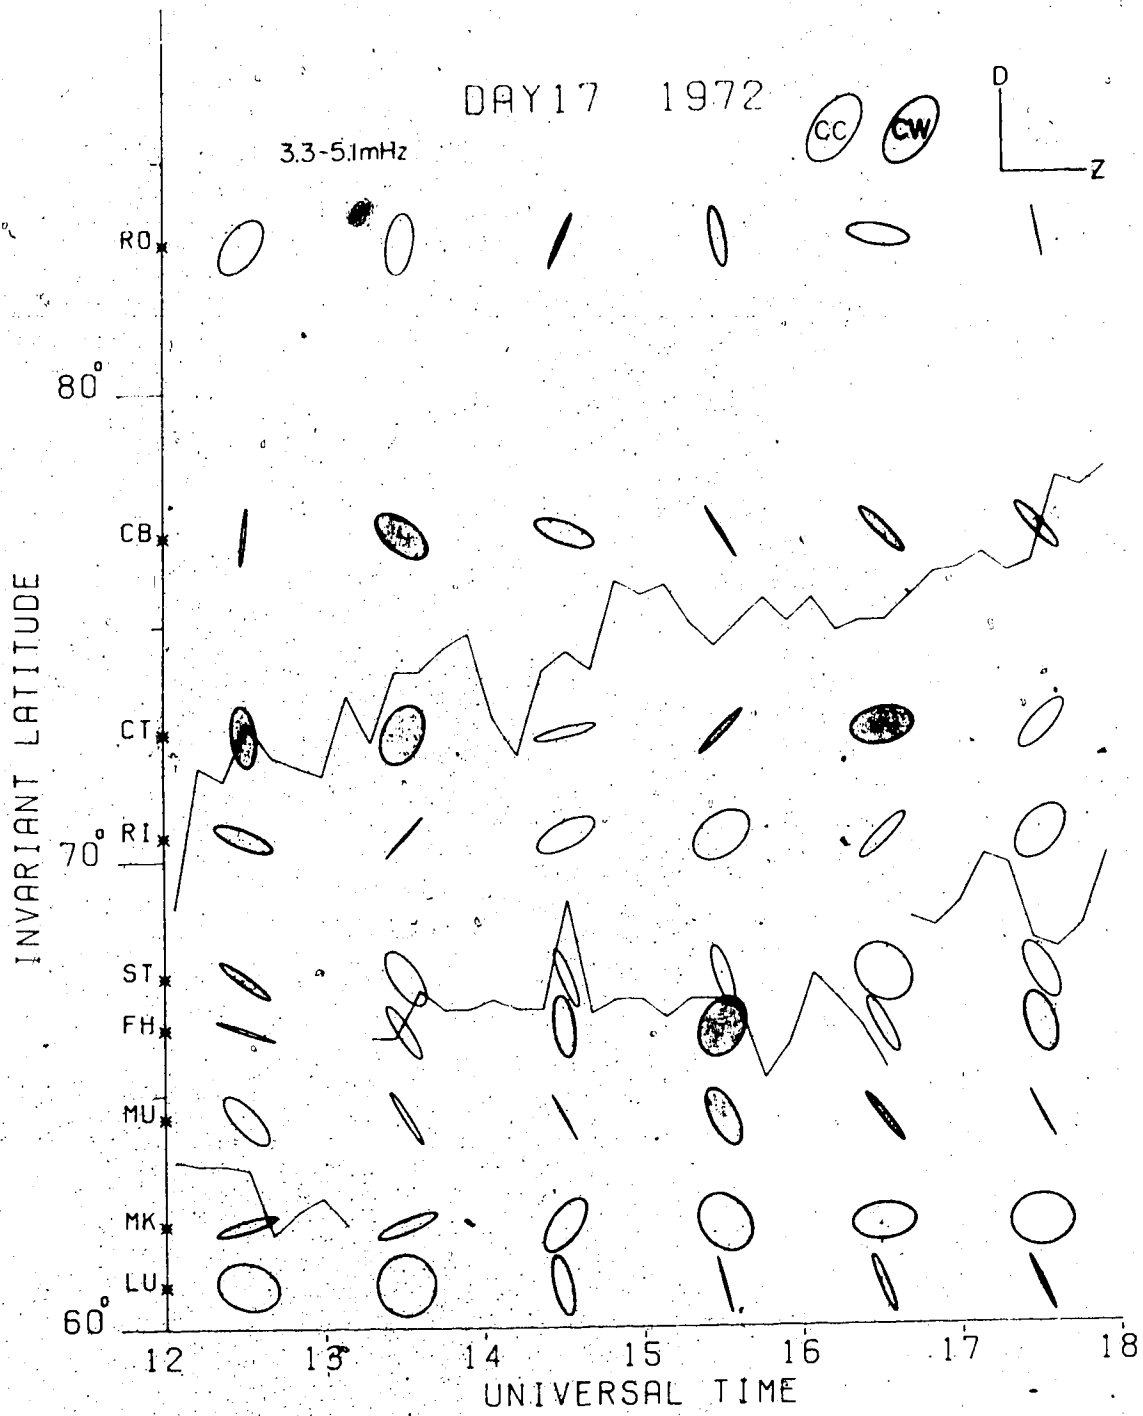 DAY17 1972
CC CW
D
Z
3.3-5.1mHz
RO
80°
CB
CT
RI
70°
ST
FH
MU
MK
LU
60°
INVARIANT LATITUDE
12 13 14 15 16 17 18
UNIVERSAL TIME